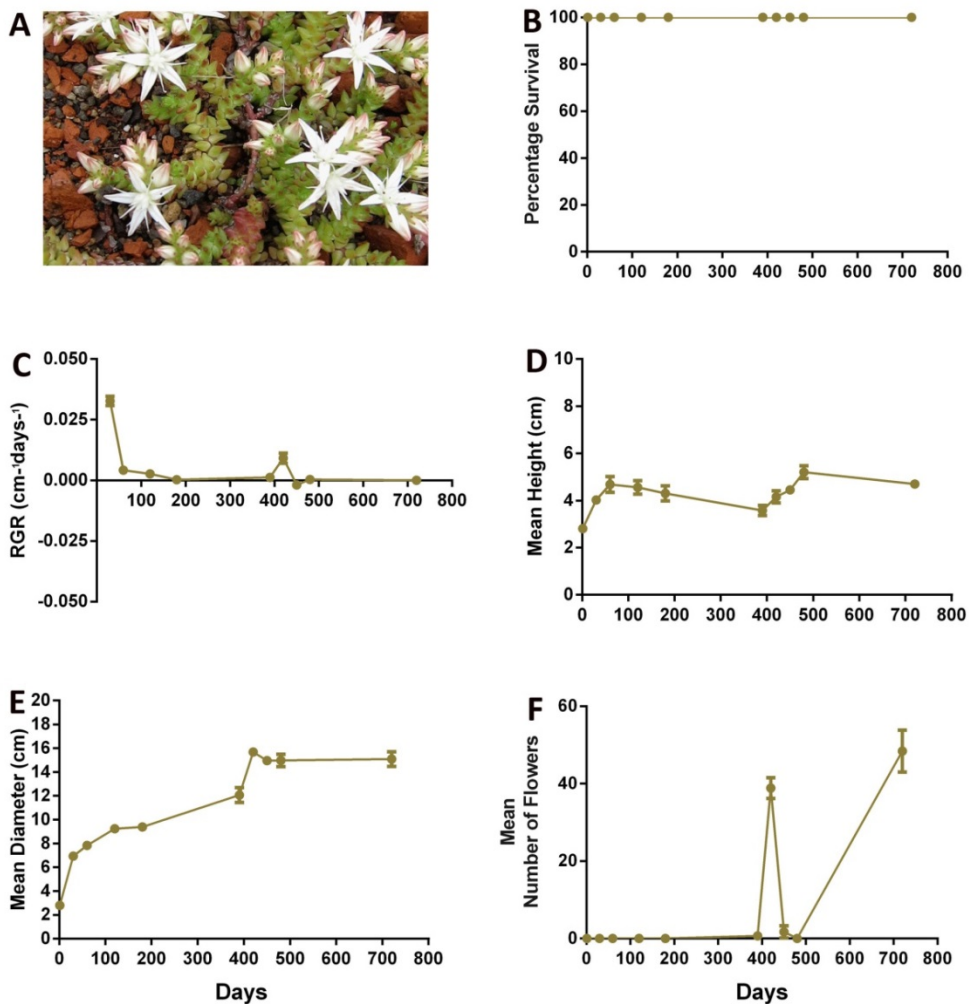 A
B
Percentage Survival
100
80
60
40
20
0
0 100 200 300 400 500 600 700 800
C
RGR (cm-¹days-¹)
0.050
0.025
0.000
-0.025
-0.050
100 200 300 400 500 600 700 800
D
Mean Height (cm)
10
8
6
4
2
0
0 100 200 300 400 500 600 700 800
E
Mean Diameter (cm)
20
18
16
14
12
10
8
6
4
2
0
0 100 200 300 400 500 600 700 800
Days
F
Mean
Number of Flowers
60
40
20
0
0 100 200 300 400 500 600 700 800
Days